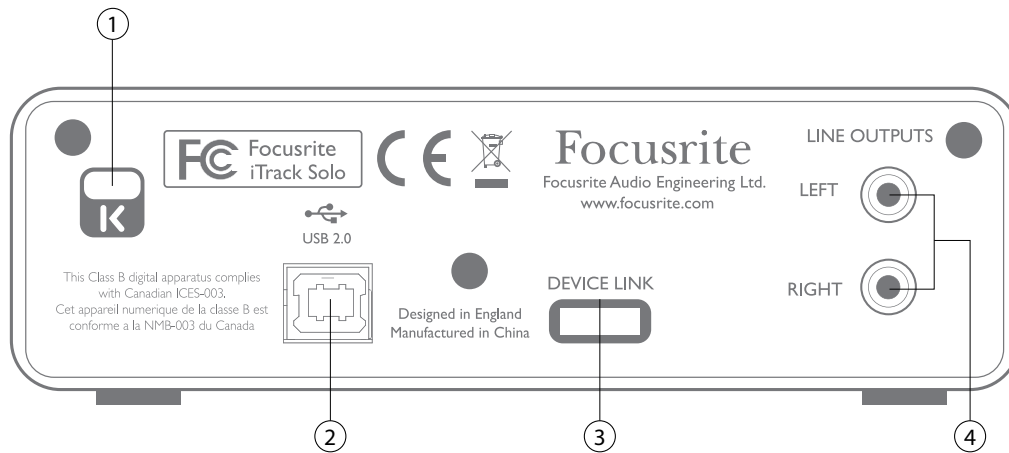 1
FC Focusrite
iTrack Solo
CE
Focusrite
Focusrite Audio Engineering Ltd.
www.focusrite.com
LINE OUTPUTS
LEFT
RIGHT
K
USB 2.0
This Class B digital apparatus complies
with Canadian ICES-003.
Cet appareil numerique de la classe B est
conforme a la NMB-003 du Canada
Designed in England
Manufactured in China
DEVICE LINK
2
3
4